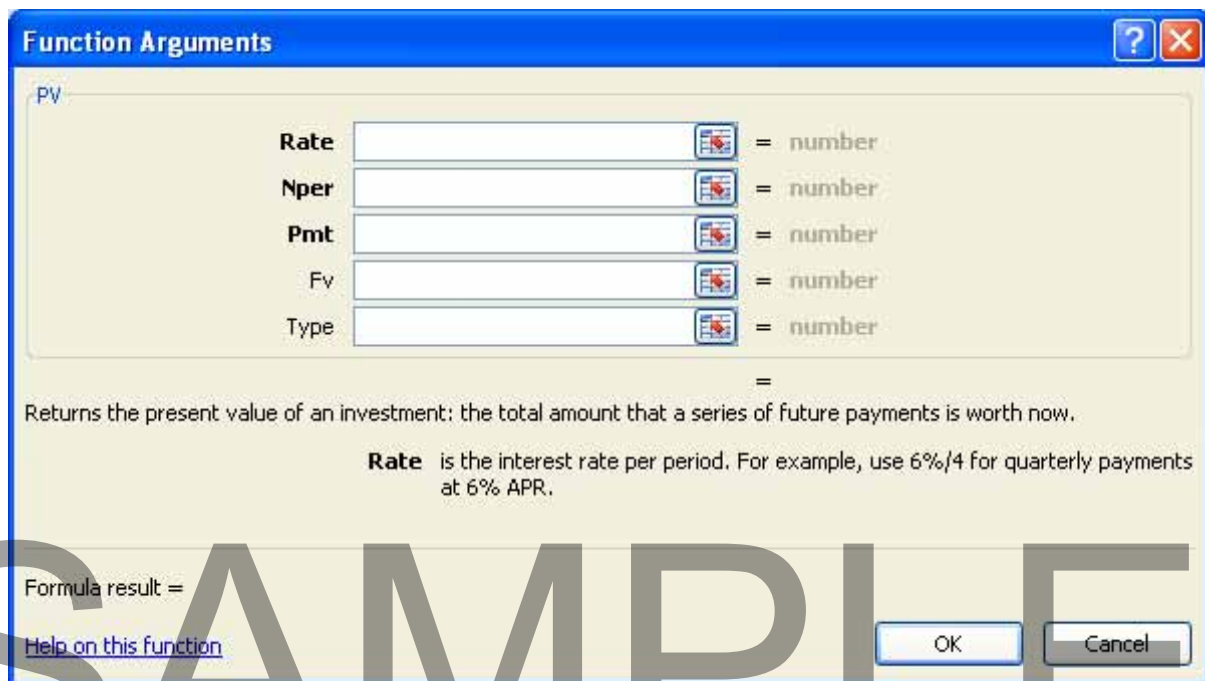 Function Arguments
PV
Rate = number
Nper = number
Pmt = number
Fv = number
Type = number
=
Returns the present value of an investment: the total amount that a series of future payments is worth now.
Rate is the interest rate per period. For example, use 6%/4 for quarterly payments
at 6% APR.
Formula result =
Help on this function OK Cancel
SAMPLE